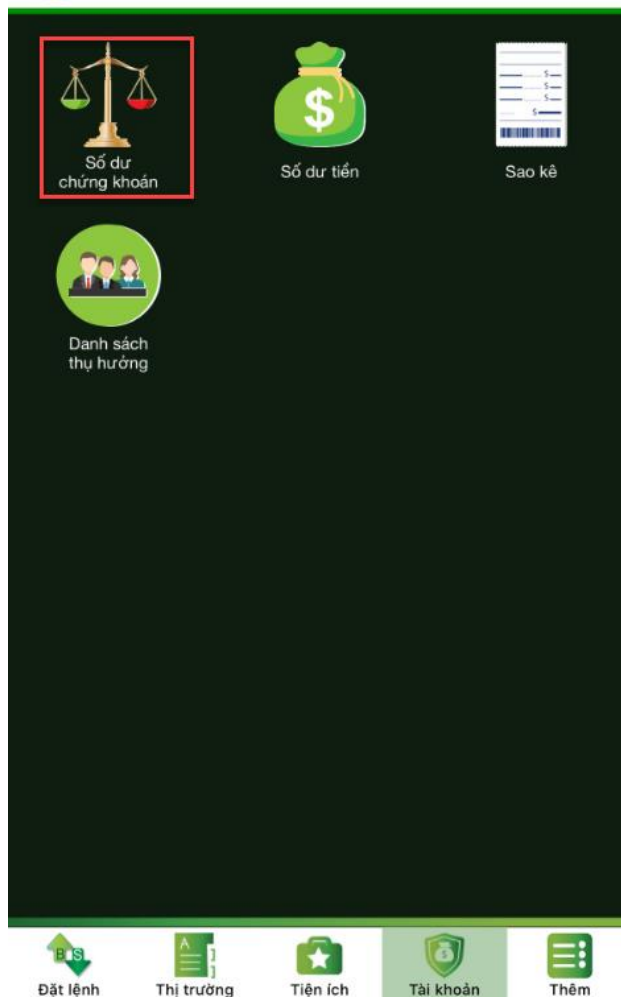 Số dư
chứng khoán
$
Số dư tiền
$
$
$
$
Sao kê
Danh sách
thụ hưởng
B S
A
$
Đặt lệnh
Thị trường
Tiện ích
Tài khoản
Thêm